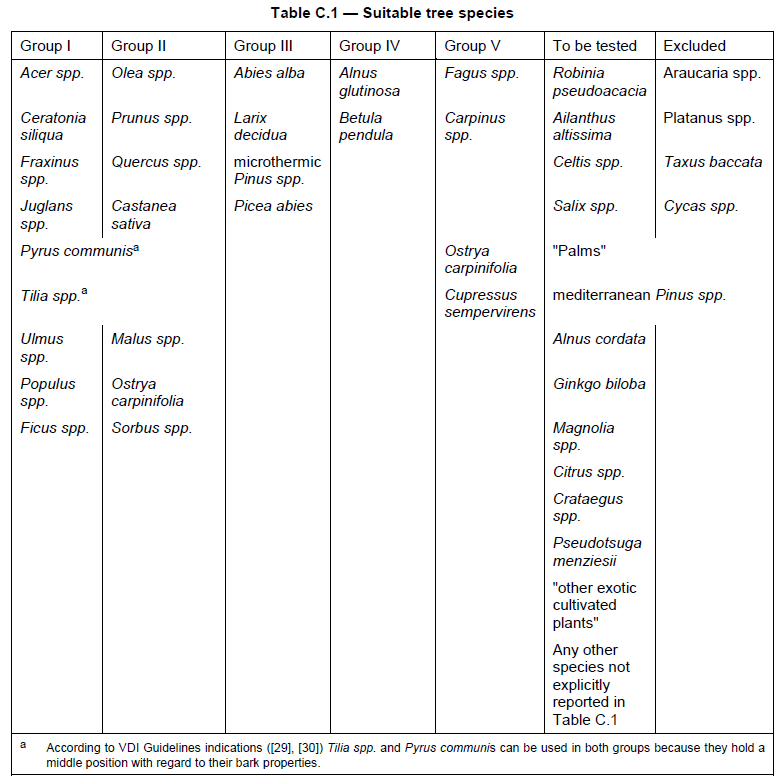 Table C.1 — Suitable tree species
Group I Group II Group III Group IV Group V To be tested Excluded
Acer spp. Olea spp. Abies alba Alnus Fagus spp. Robinia Araucaria spp.
glutinosa pseudoacacia
Ceratonia Prunus spp. Larix Betula Carpinus Ailanthus Platanus spp.
siliqua decidua pendula spp. altissima
Fraxinus Quercus spp. microthermic Celtis spp. Taxus baccata
spp. Pinus spp.
Juglans Castanea Picea abies Salix spp. Cycas spp.
spp. sativa
Pyrus communisa Ostrya "Palms"
carpinifolia
Tilia spp.a Cupressus mediterranean Pinus spp.
sempervirens
Ulmus Malus spp. Alnus cordata
spp.
Populus Ostrya Ginkgo biloba
spp. carpinifolia
Ficus spp. Sorbus spp. Magnolia
spp.
Citrus spp.
Crataegus
spp.
Pseudotsuga
menziesii
"other exotic
cultivated
plants"
Any other
species not
explicitly
reported in
Table C.1
a According to VDI Guidelines indications ([29], [30]) Tilia spp. and Pyrus communis can be used in both groups because they hold a
middle position with regard to their bark properties.